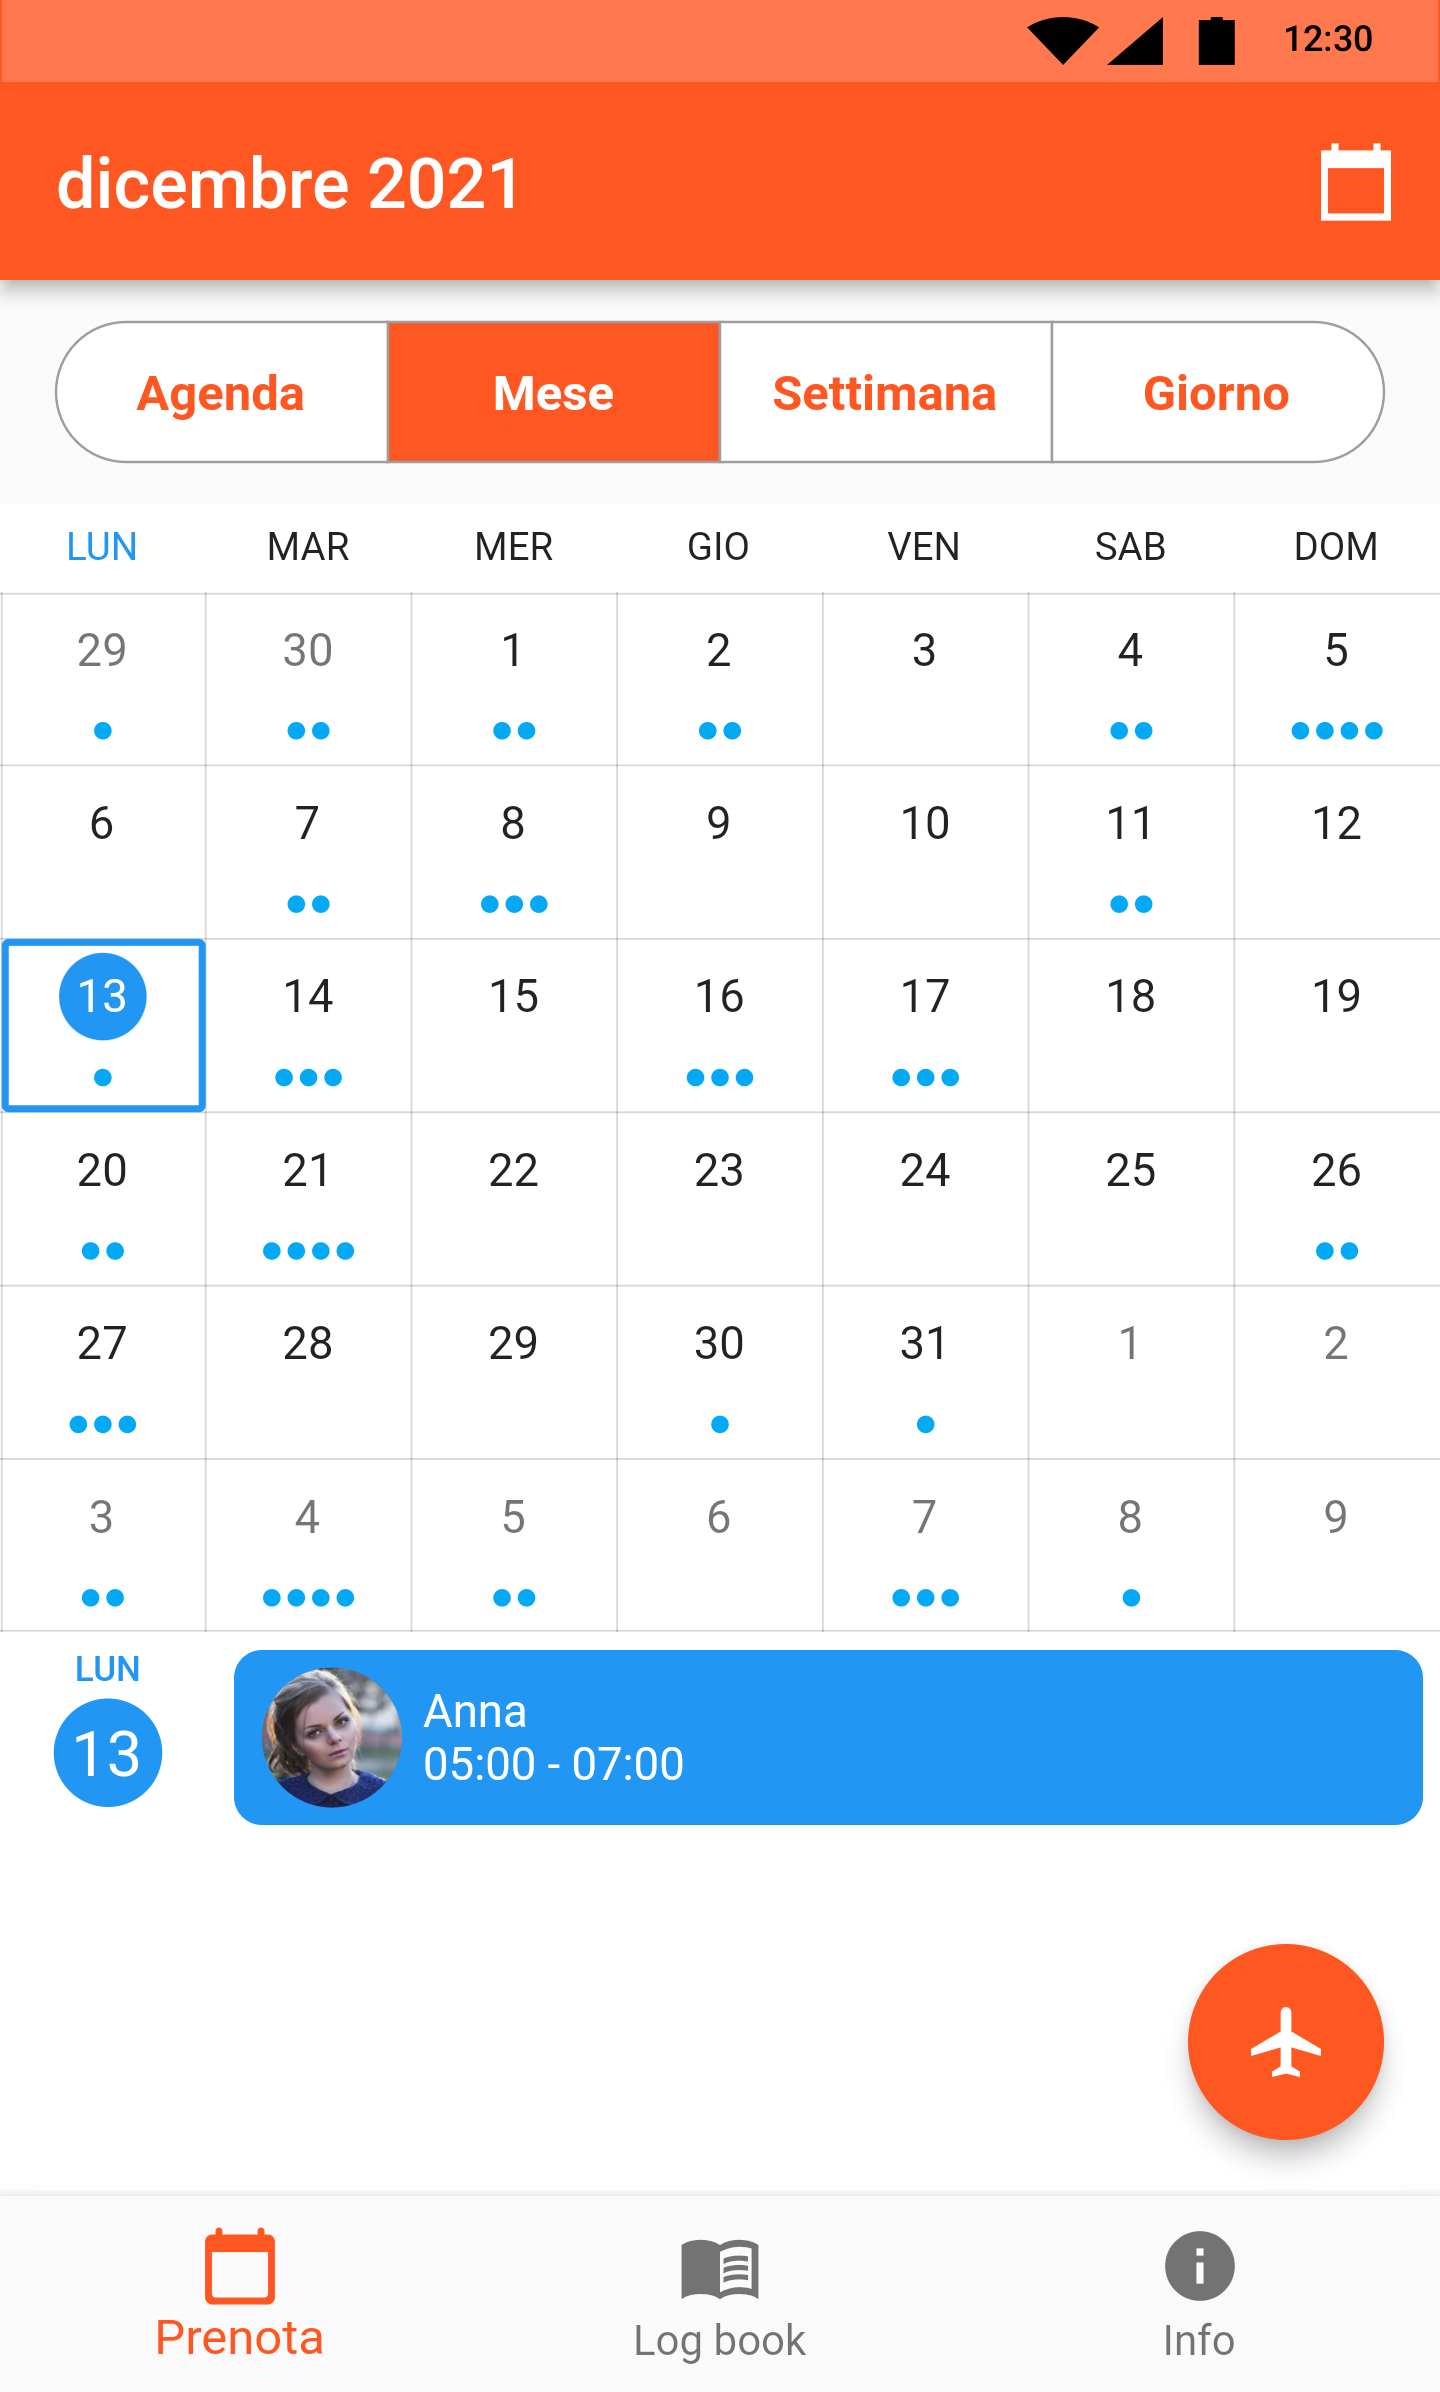 12:30
dicembre 2021
Agenda Mese Settimana Giorno
LUN MAR MER GIO VEN SAB DOM
29 30 1 2 3 4 5
6 7 8 9 10 11 12
13 14 15 16 17 18 19
20 21 22 23 24 25 26
27 28 29 30 31 1 2
3 4 5 6 7 8 9
LUN
13
Anna
05:00 - 07:00
Prenota Log book Info